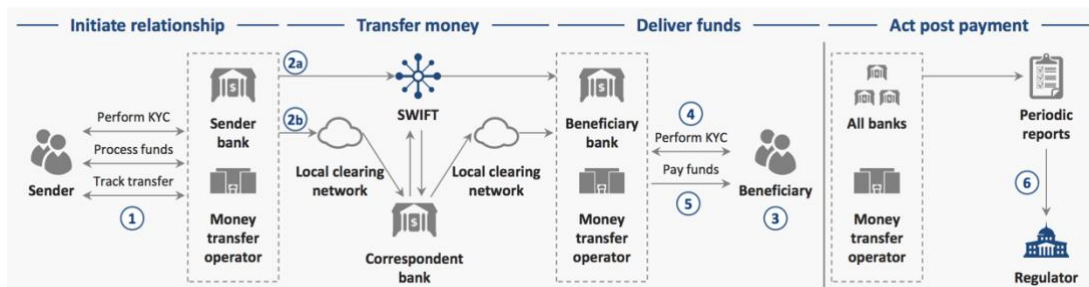 Initiate relationship
Transfer money
Deliver funds
Act post payment
Perform KYC
Process funds
Track transfer
Sender
1
Sender
bank
Money
transfer
operator
2a
2b
SWIFT
Local clearing
network
Local clearing
network
Correspondent
bank
Beneficiary
bank
Money
transfer
operator
4
Perform KYC
Pay funds
5
Beneficiary
3
All banks
Money
transfer
operator
Periodic
reports
6
Regulator